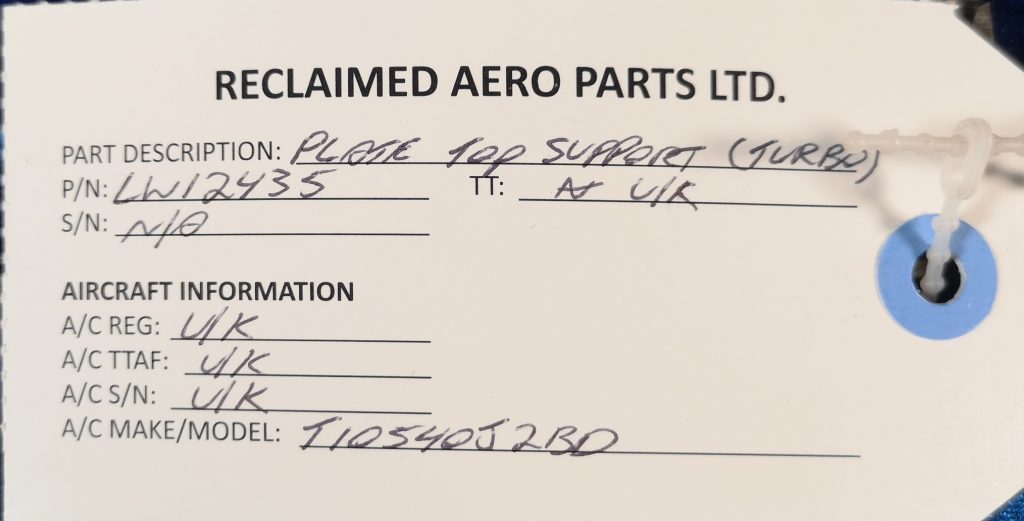 RECLAIMED AERO PARTS LTD.
PART DESCRIPTION: PLATE TOP SUPPORT (TURBO)
P/N: LW12435 TT: U/K
S/N: N/A
AIRCRAFT INFORMATION
A/C REG: U/K
A/C TTAF: U/K
A/C S/N: U/K
A/C MAKE/MODEL: TIO540J2BD